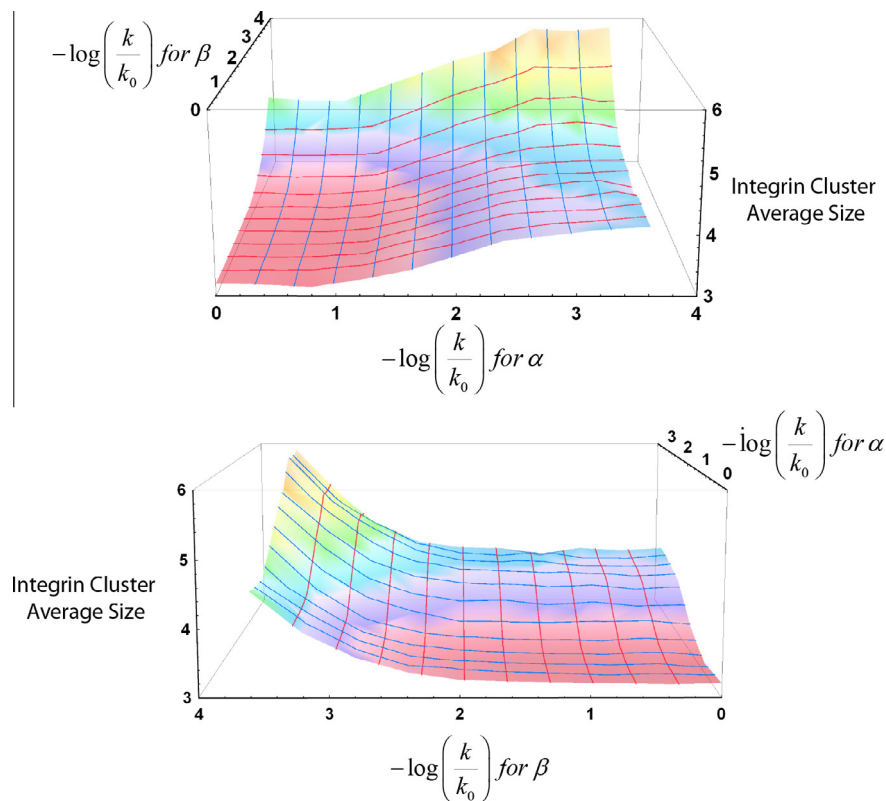 4
3
2
1
0
−log(k/k₀) for β
6
5
4
3
Integrin Cluster
Average Size
0 1 2 3 4
−log(k/k₀) for α
3
2
1
0
−log(k/k₀) for α
6
5
4
3
Integrin Cluster
Average Size
4 3 2 1 0
−log(k/k₀) for β